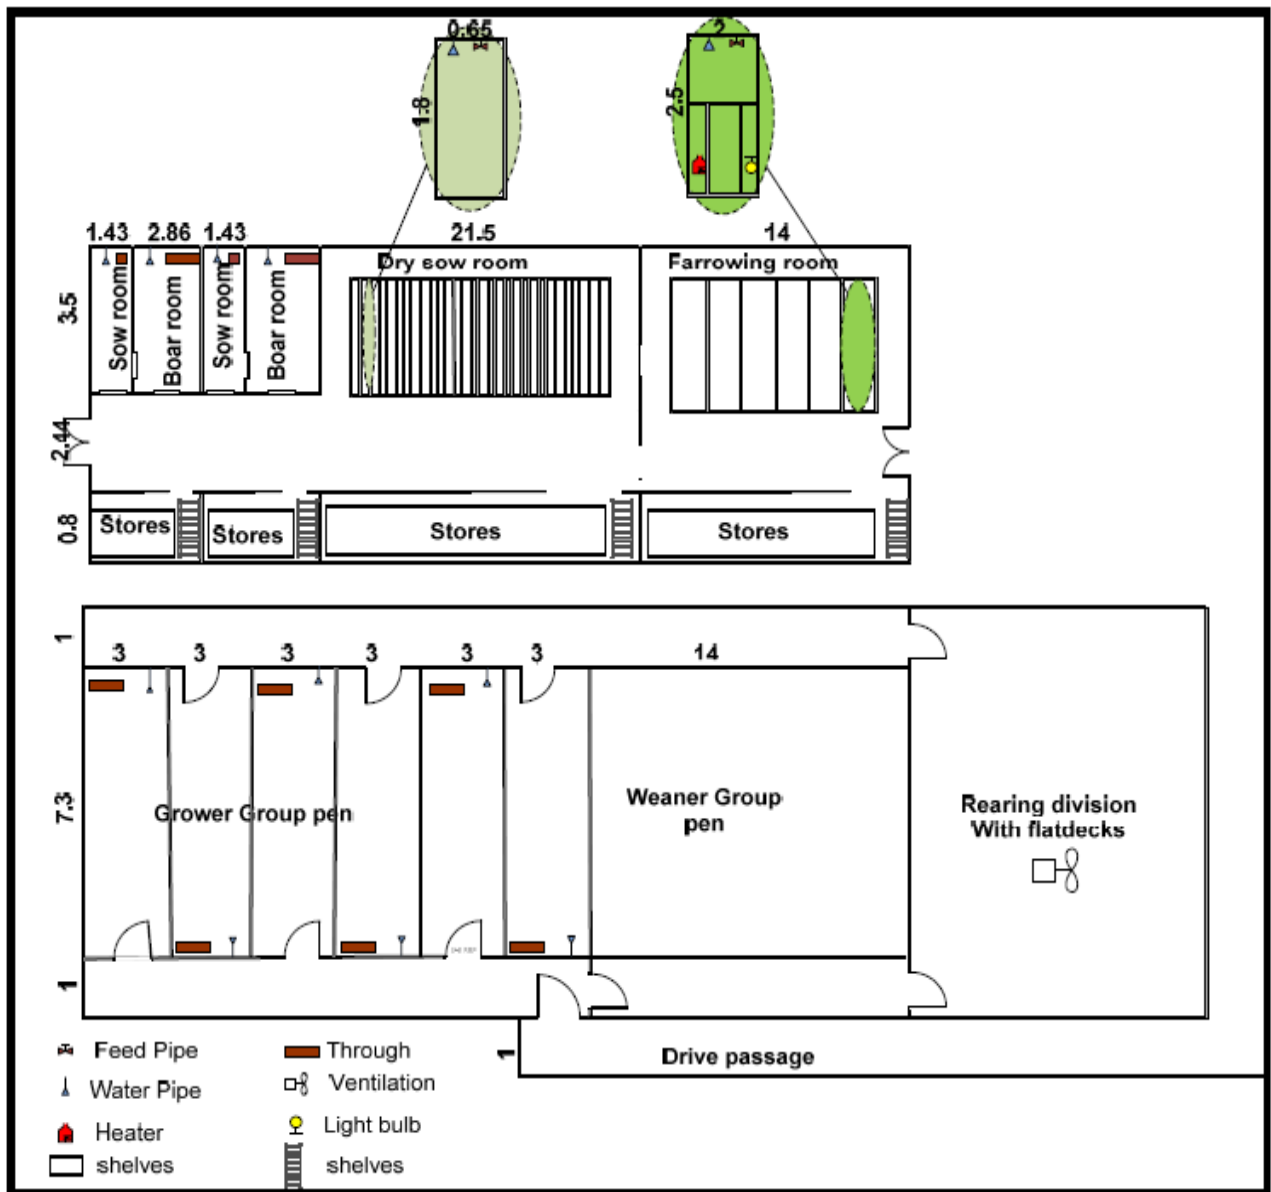 0.65
2
1.8
2.5
1.43
2.86
1.43
21.5
14
Dry sow room
Farrowing room
3.5
Sow room
Boar room
Sow room
Boar room
2.44
0.8
Stores
Stores
Stores
Stores
1
3
3
3
3
3
3
14
7.3
Grower Group pen
Weaner Group
pen
Rearing division
With flatdecks
1
1
Drive passage
Feed Pipe
Through
Water Pipe
Ventilation
Heater
Light bulb
shelves
shelves